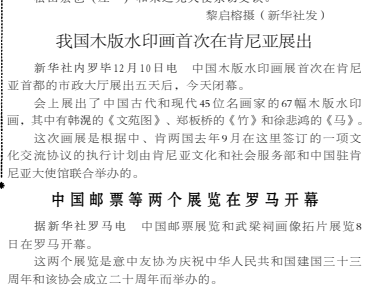 黎启榕摄（新华社发）
我国木版水印画首次在肯尼亚展出
新华社内罗毕12月10日电　中国木版水印画展首次在肯尼
亚首都的市政大厅展出五天后，今天闭幕。
会上展出了中国古代和现代45位名画家的67幅木版水印
画，其中有韩滉的《文苑图》、郑板桥的《竹》和徐悲鸿的《马》。
这次画展是根据中、肯两国去年9月在这里签订的一项文
化交流协议的执行计划由肯尼亚文化和社会服务部和中国驻肯
尼亚大使馆联合举办的。
中国邮票等两个展览在罗马开幕
据新华社罗马电　中国邮票展览和武梁祠画像拓片展览8
日在罗马开幕。
这两个展览是意中友协为庆祝中华人民共和国建国三十三
周年和该协会成立二十周年而举办的。